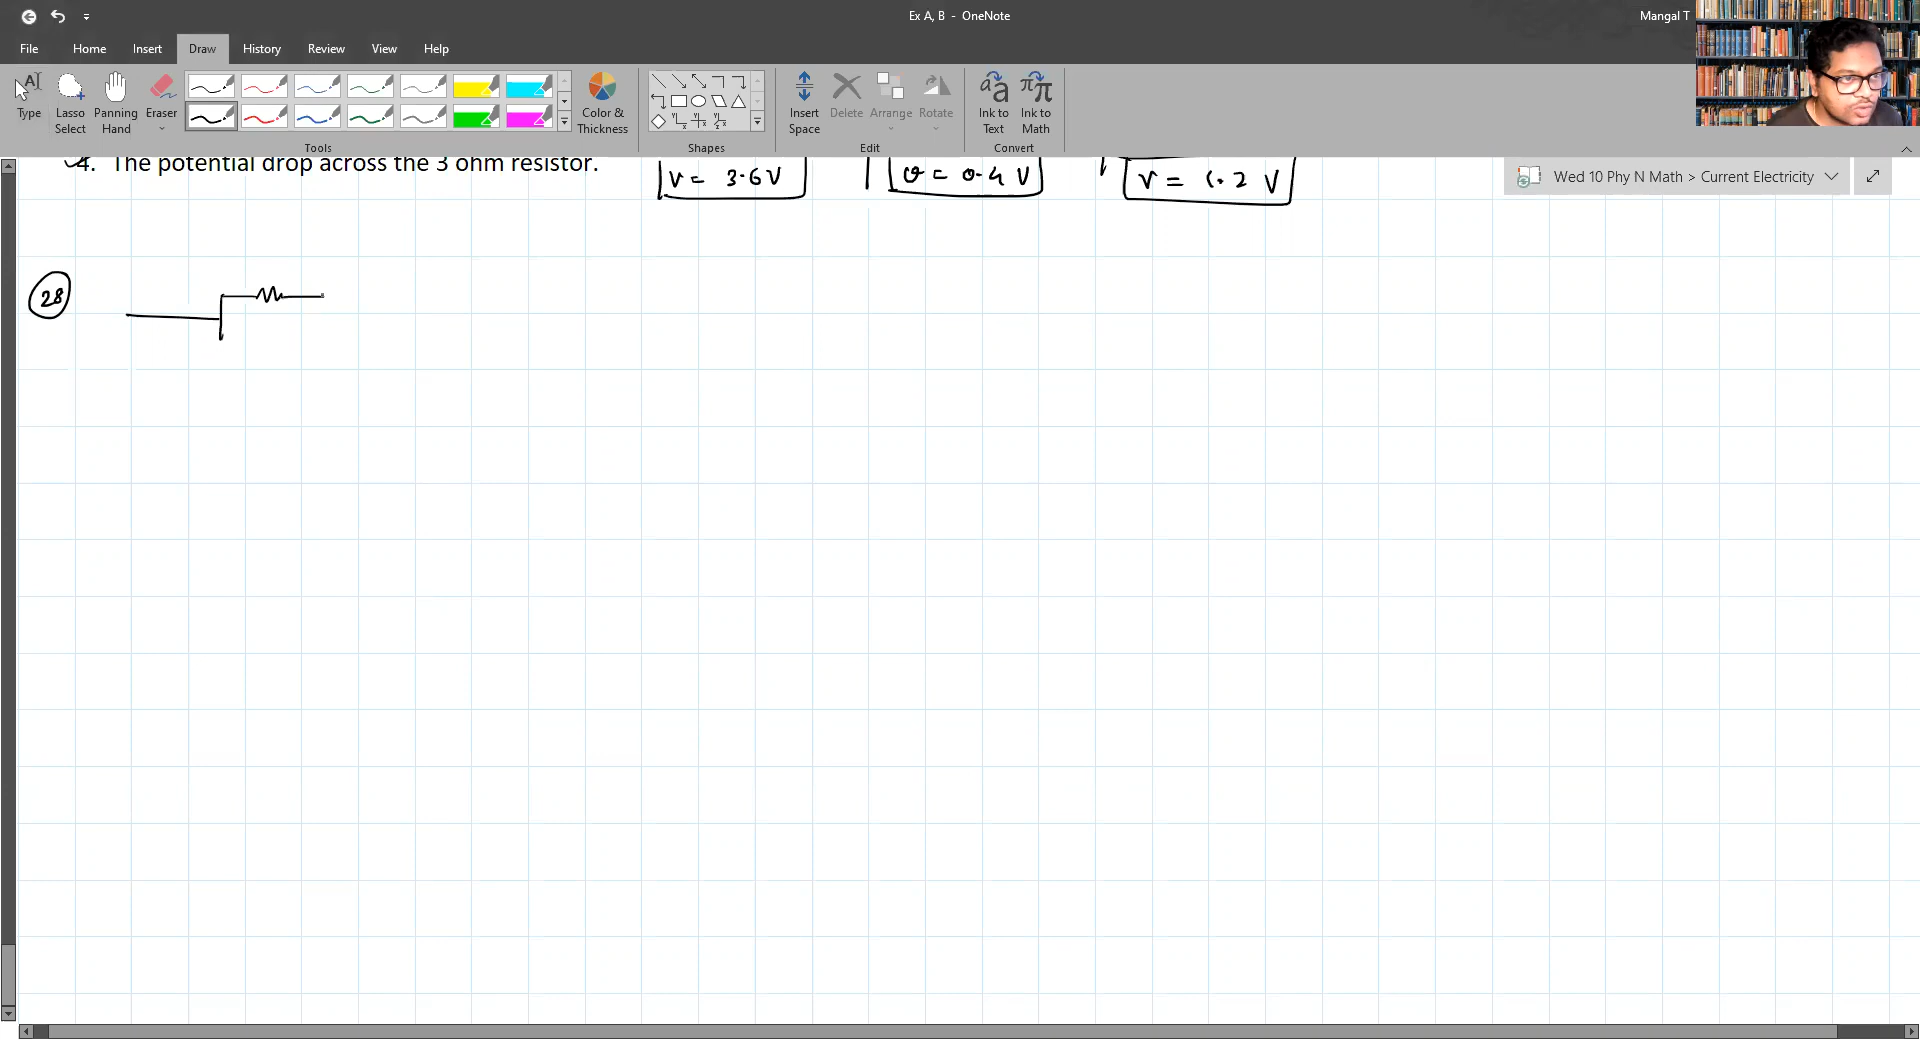 Ex A, B - OneNote
Mangal T
File Home Insert Draw History Review View Help
Type
Lasso Select
Panning Hand
Eraser
Color & Thickness
Insert Space
Delete
Arrange
Rotate
Ink to Text
Ink to Math
Tools
Shapes
Edit
Convert
4. The potential drop across the 3 ohm resistor.
V = 3.6 V
V = 0.4 V
V = 1.2 V
Wed 10 Phy N Math > Current Electricity
28